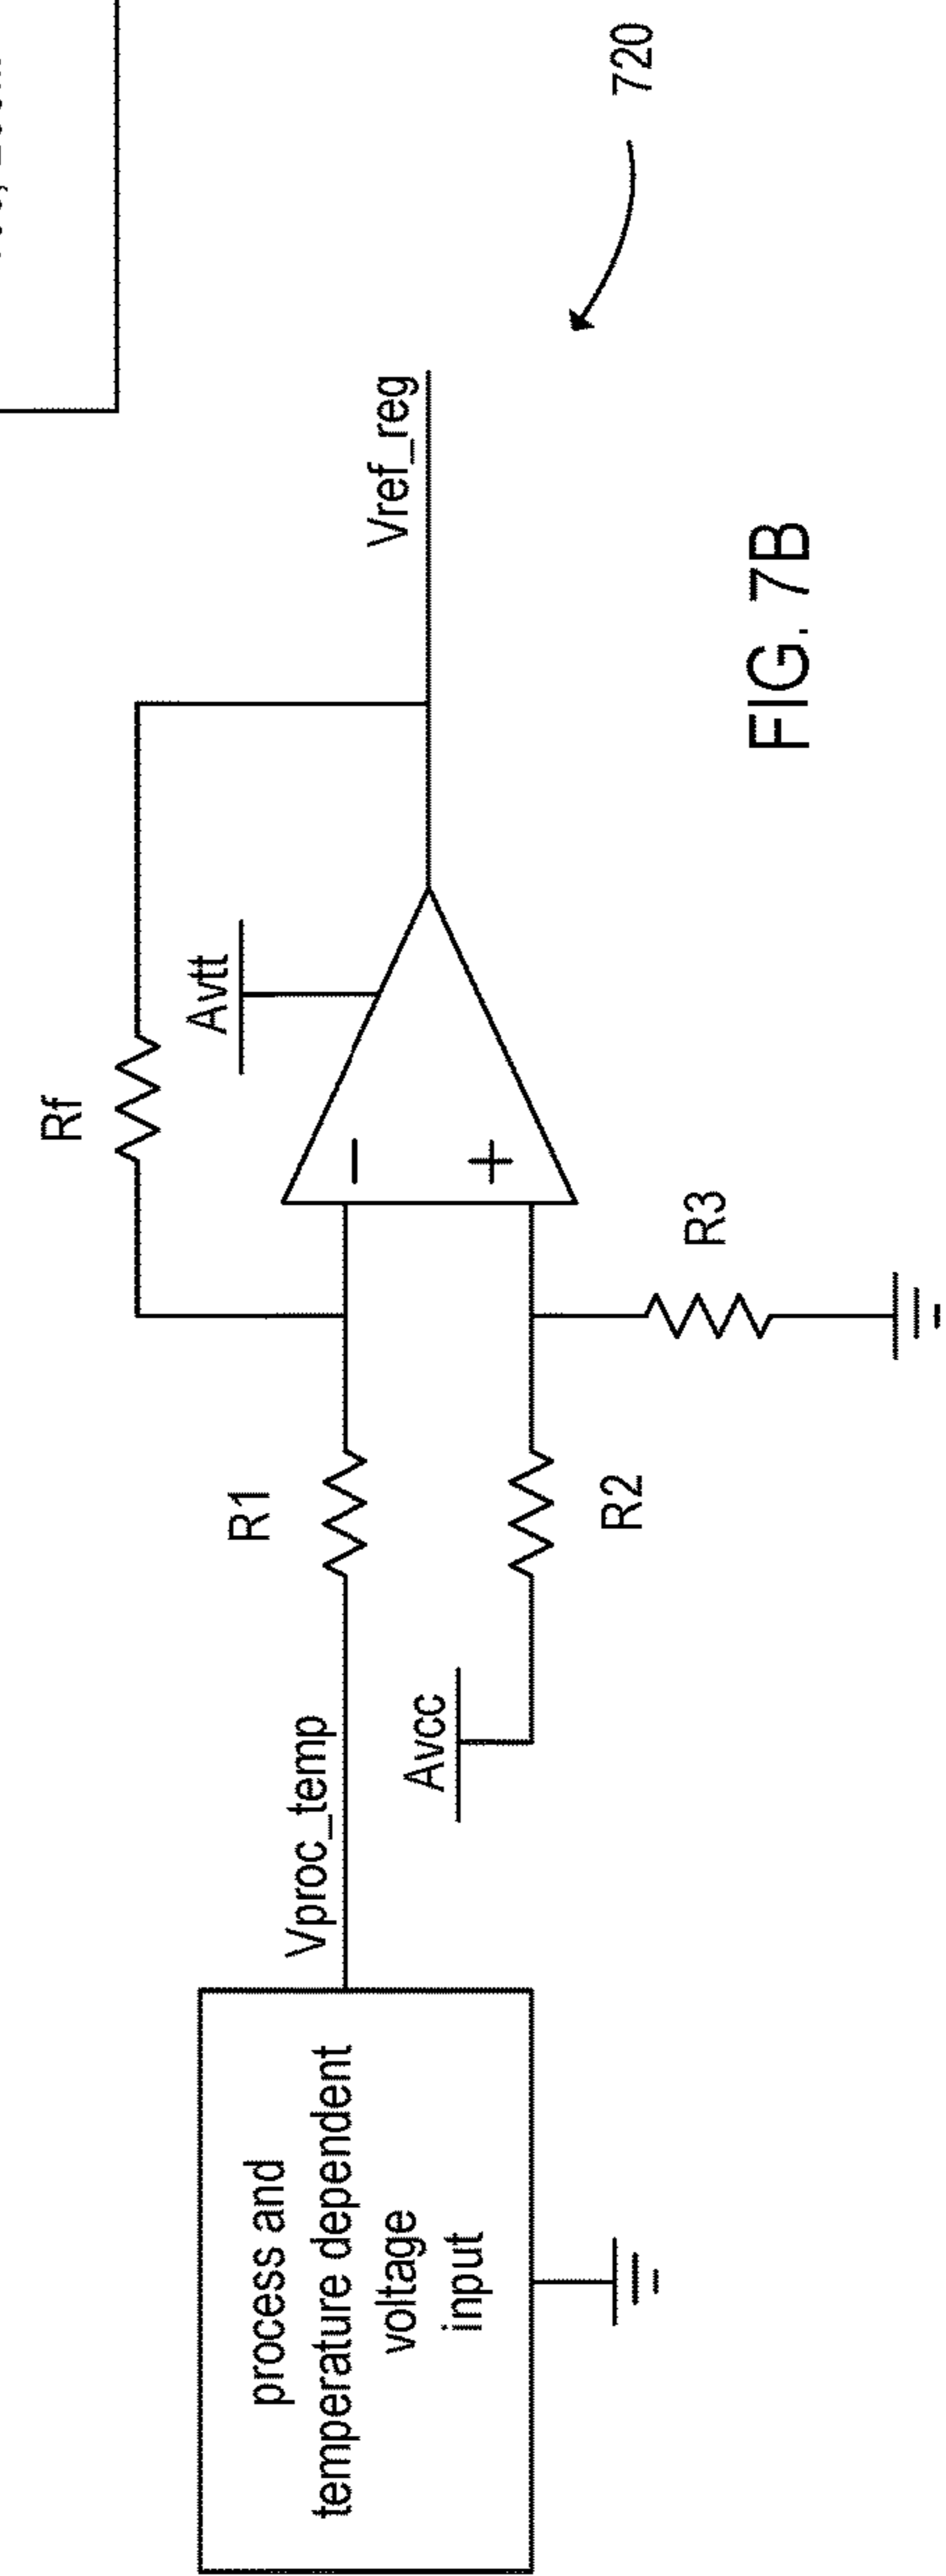 process and
temperature dependent
voltage
input
Vproc_temp
R1
Avcc
R2
R3
Rf
Avtt
−
+
Vref_reg
720
FIG. 7B